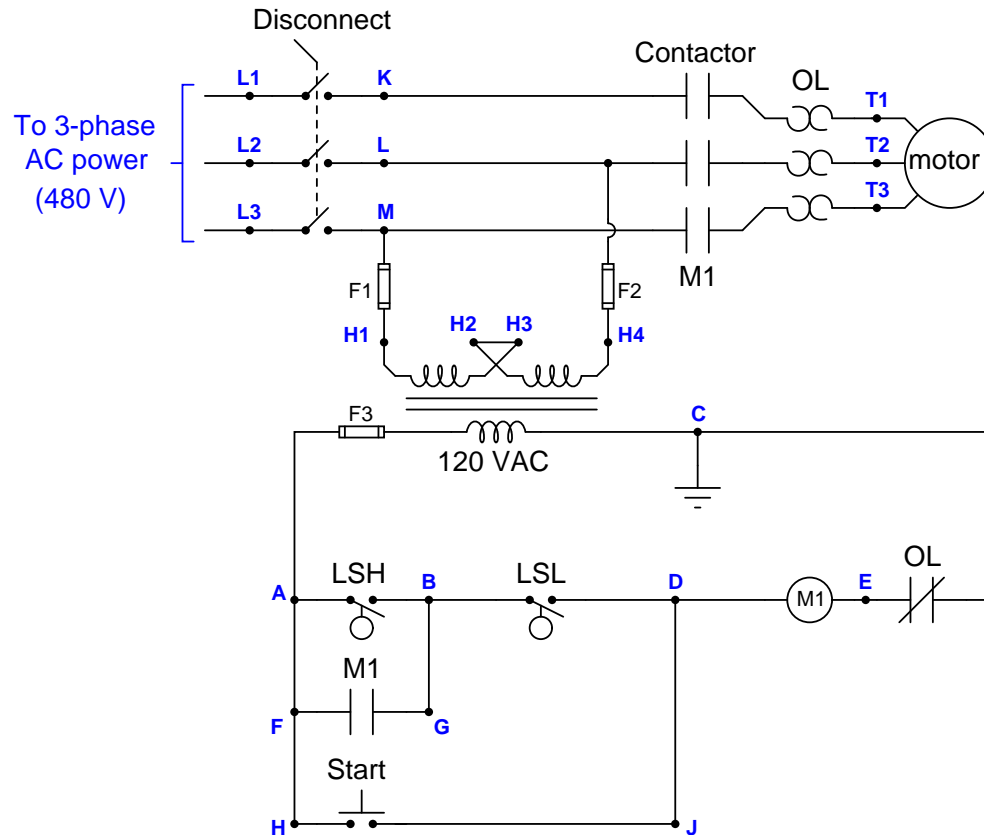 Disconnect
Contactor
L1
K
OL
T1
To 3-phase
AC power
(480 V)
L2
L
T2
motor
L3
M
T3
M1
F1
F2
H1
H2
H3
H4
F3
C
120 VAC
A
LSH
B
LSL
D
M1
E
OL
M1
F
G
Start
H
J